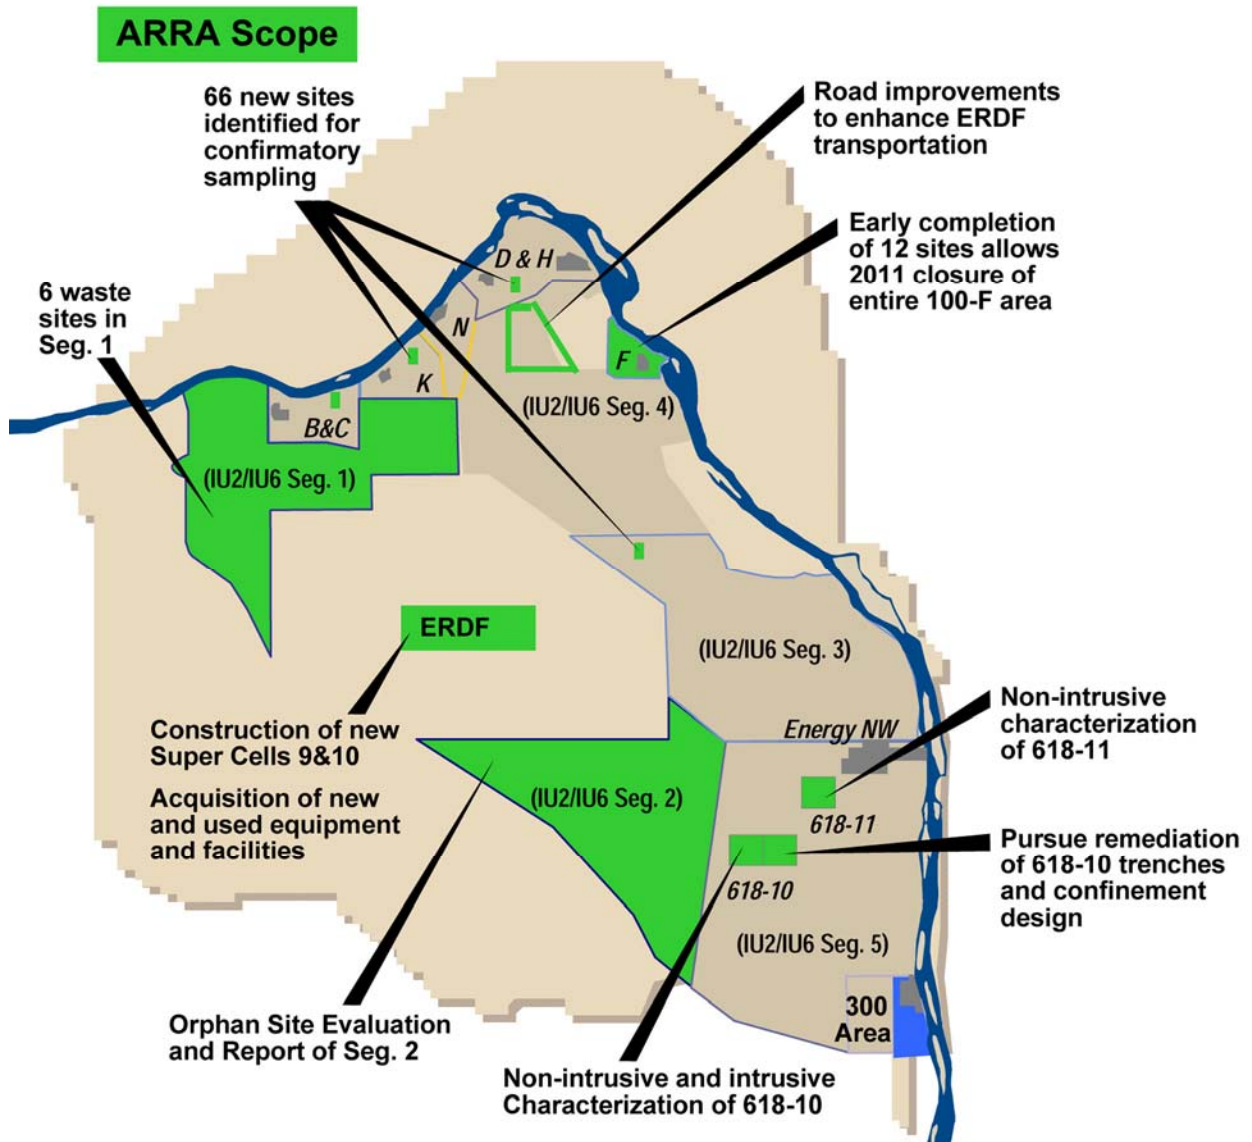 ARRA Scope
66 new sites
identified for
confirmatory
sampling
Road improvements
to enhance ERDF
transportation
Early completion
of 12 sites allows
2011 closure of
entire 100-F area
6 waste
sites in
Seg. 1
D & H
N
F
K
B&C
(IU2/IU6 Seg. 4)
(IU2/IU6 Seg. 1)
ERDF
(IU2/IU6 Seg. 3)
Construction of new
Super Cells 9&10
Acquisition of new
and used equipment
and facilities
Energy NW
Non-intrusive
characterization
of 618-11
(IU2/IU6 Seg. 2)
618-11
618-10
Pursue remediation
of 618-10 trenches
and confinement
design
(IU2/IU6 Seg. 5)
300
Area
Orphan Site Evaluation
and Report of Seg. 2
Non-intrusive and intrusive
Characterization of 618-10